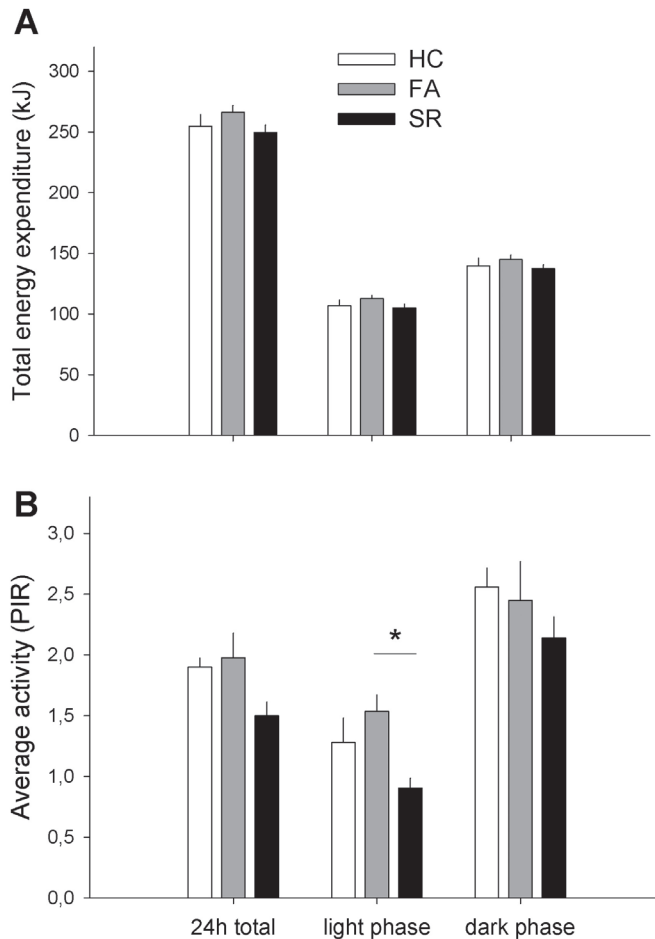 A
Total energy expenditure (kJ)
300
250
200
150
100
50
0
HC
FA
SR
B
Average activity (PIR)
3,0
2,5
2,0
1,5
1,0
0,5
0,0
*
24h total light phase dark phase